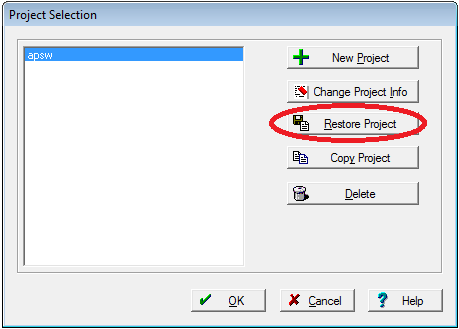 Project Selection
apsw
New Project
Change Project Info
Restore Project
Copy Project
Delete
OK
Cancel
Help